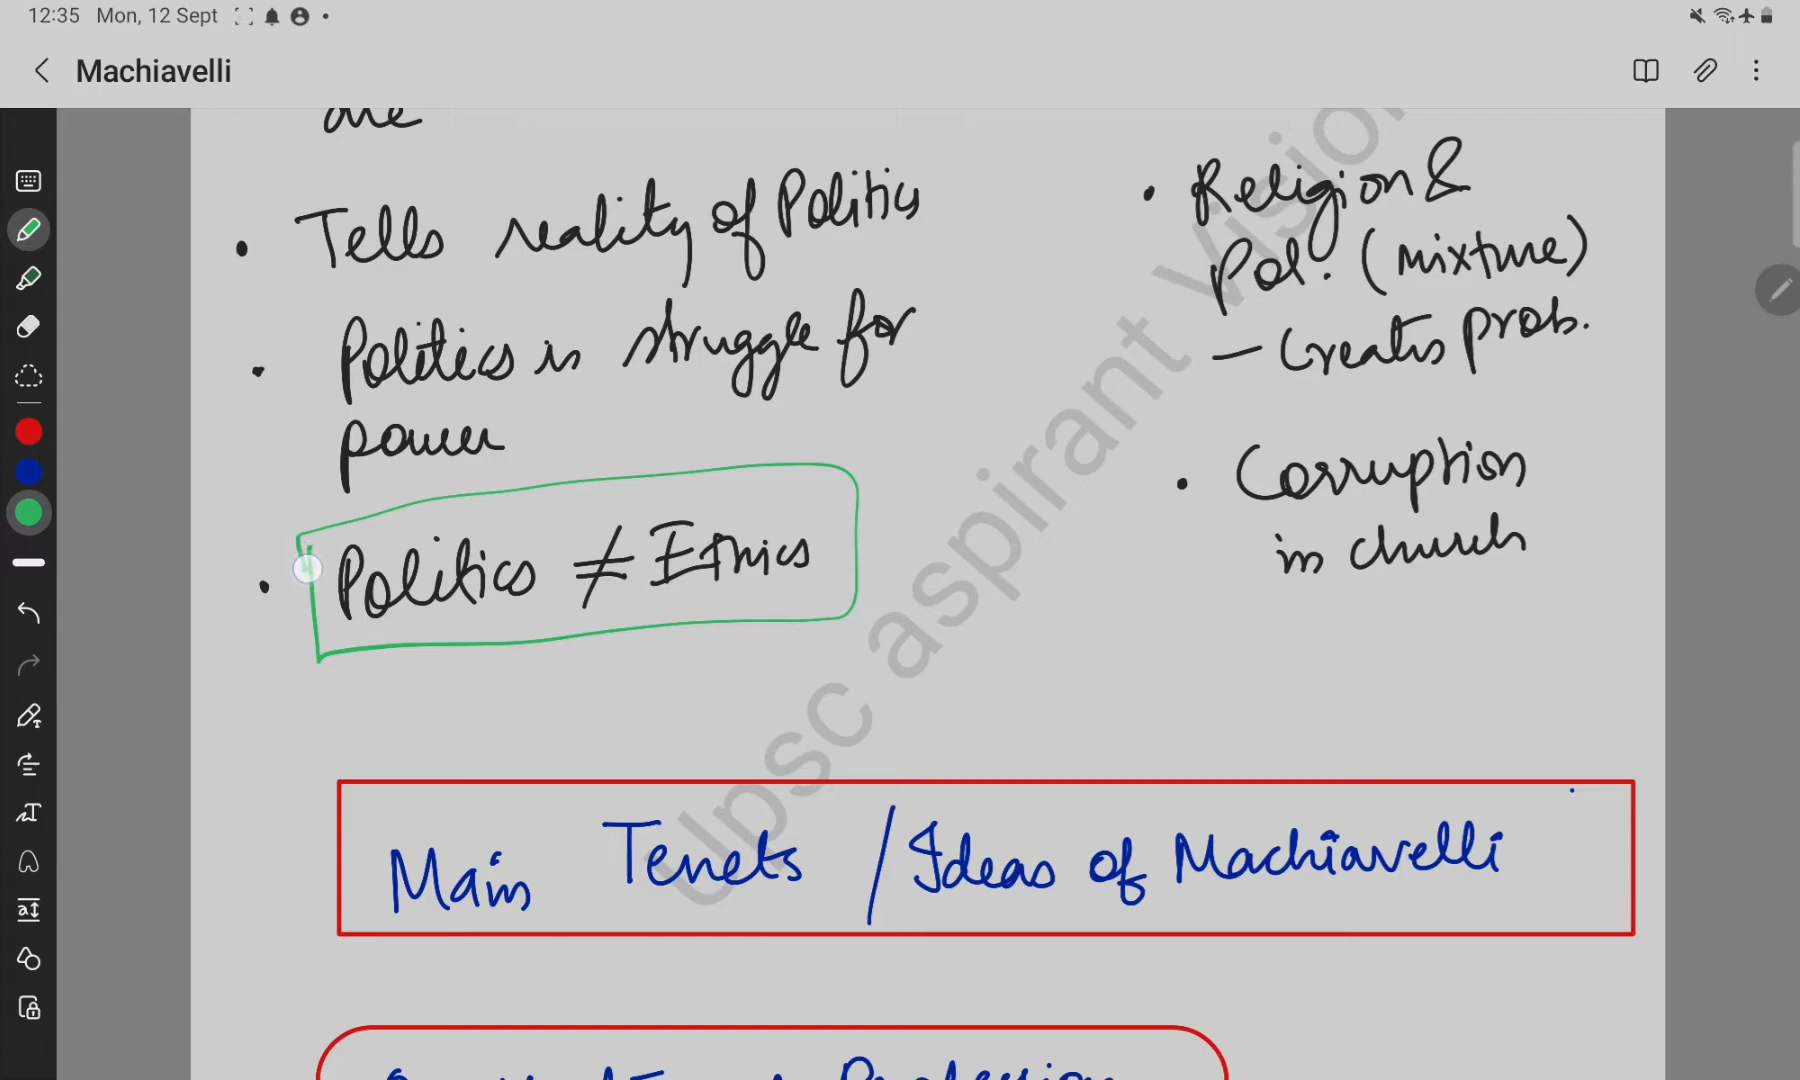 12:35 Mon, 12 Sept
Machiavelli
are
• Tells reality of Politics
• Politics is struggle for
power
• Politics ≠ Ethics
• Religion &
Pol. (mixture)
— Creates prob.
• Corruption
in church
Upsc aspirant Vision
Main Tenets / Ideas of Machiavelli